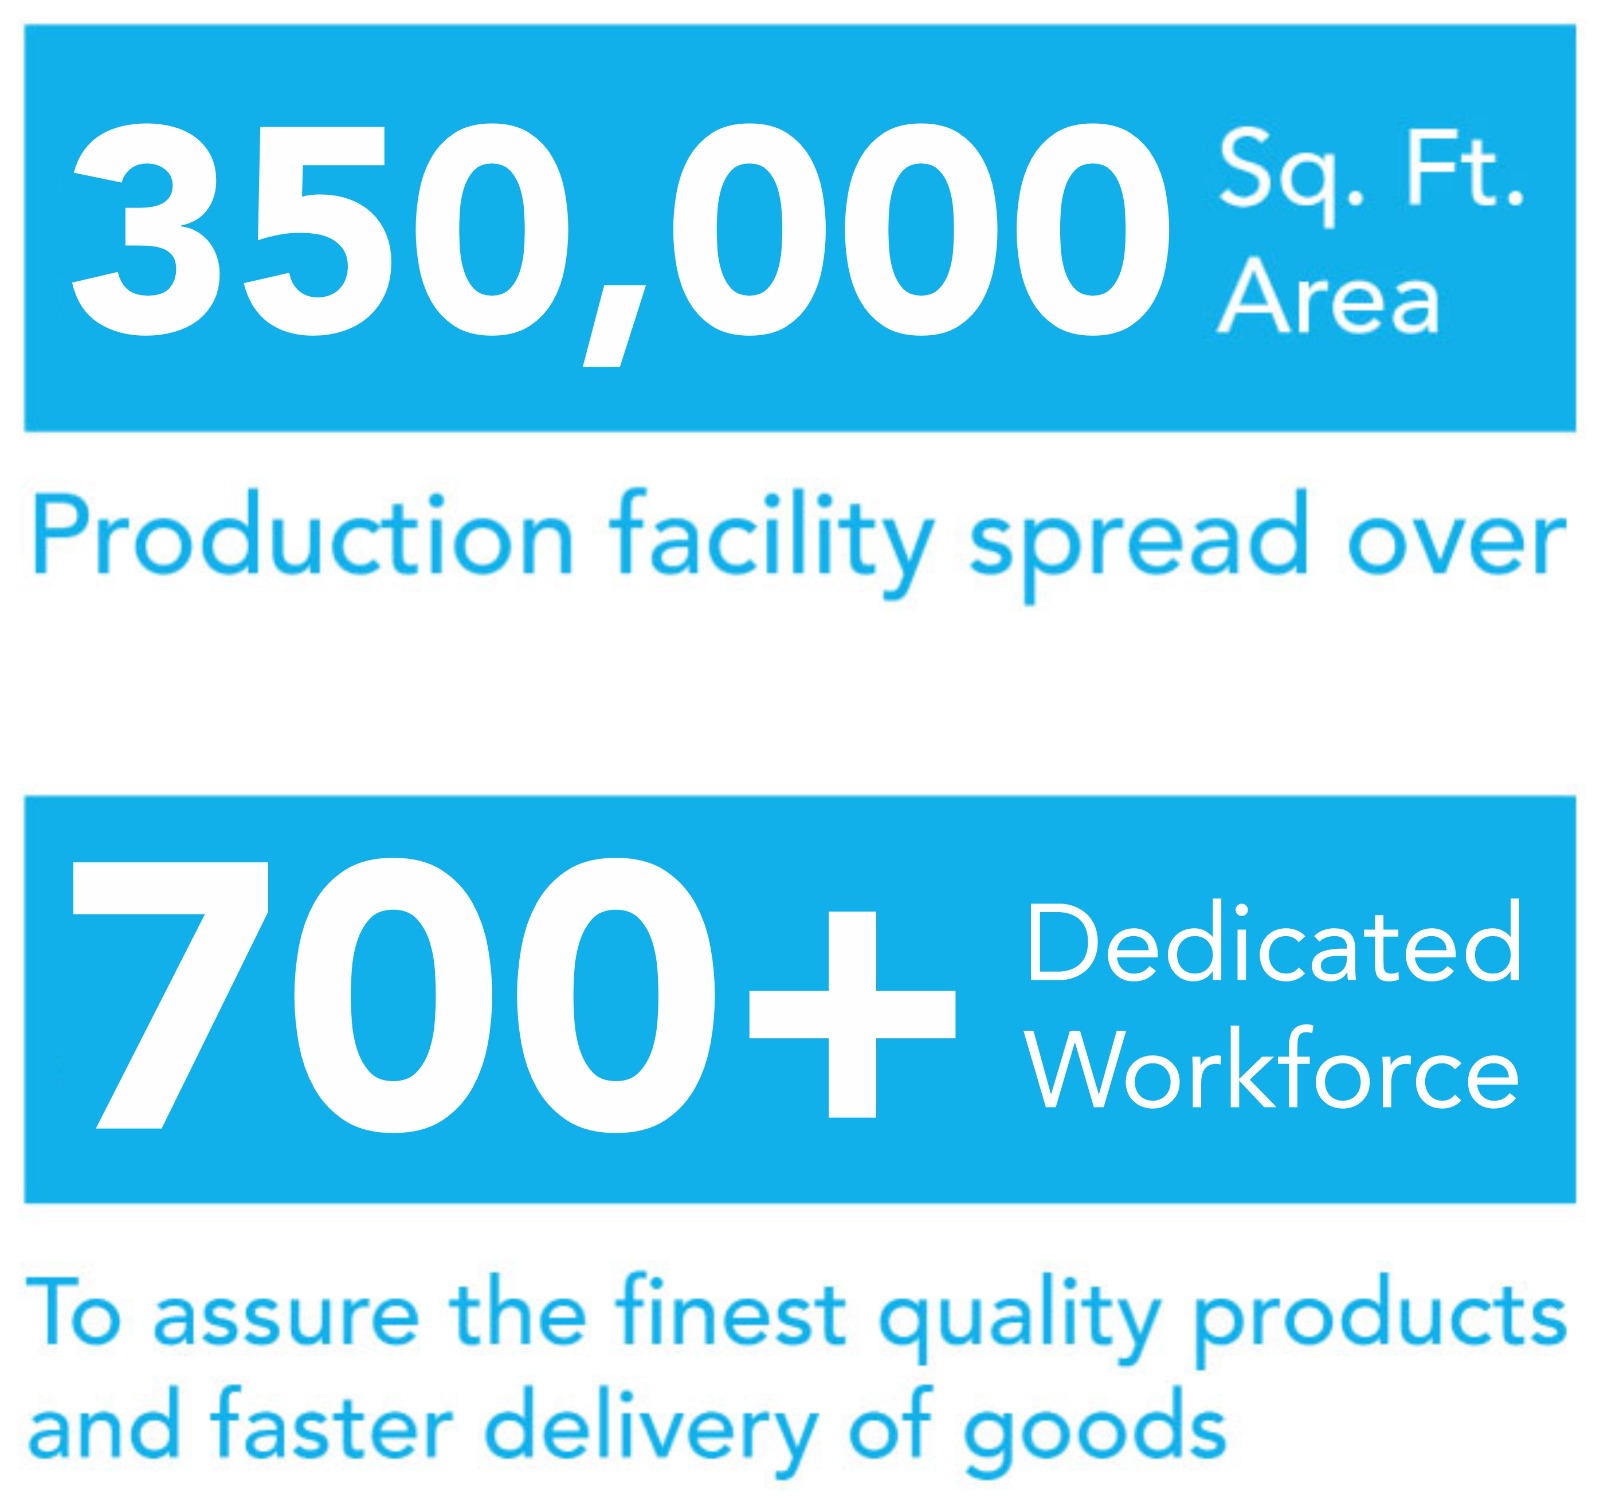 350,000 Sq. Ft.
Area
Production facility spread over
700+ Dedicated
Workforce
To assure the finest quality products
and faster delivery of goods